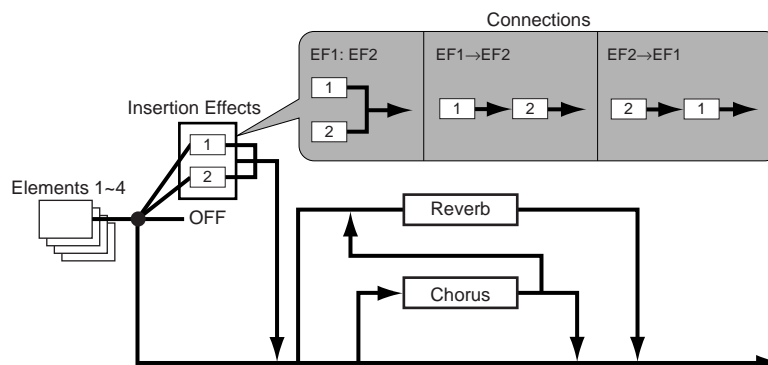 Connections
EF1: EF2
EF1→EF2
EF2→EF1
1
2
1
2
2
1
Insertion Effects
1
2
Elements 1~4
OFF
Reverb
Chorus